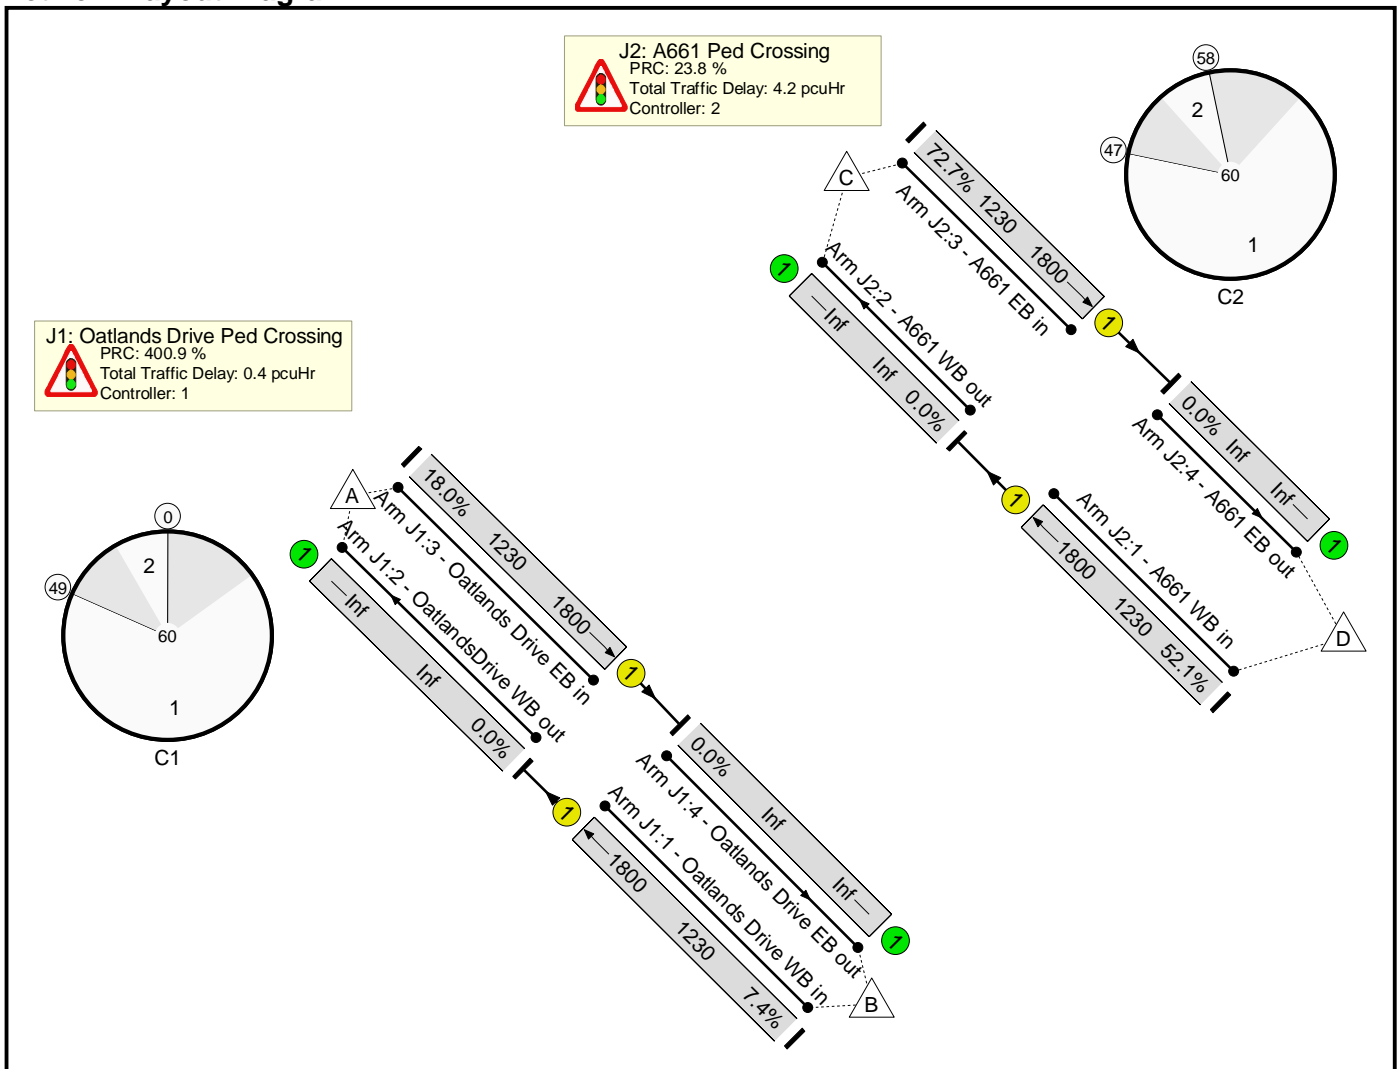 J2: A661 Ped Crossing
PRC: 23.8 %
Total Traffic Delay: 4.2 pcuHr
Controller: 2
58
47
2
60
1
C2
C
72.7% 1230 1800
Arm J2:3 - A661 EB in
1
Arm J2:2 - A661 WB out
1
Inf Inf 0.0%
0.0% Inf Inf
Arm J2:4 - A661 EB out
1
1
Arm J2:1 - A661 WB in
1800 1230 52.1%
D
J1: Oatlands Drive Ped Crossing
PRC: 400.9 %
Total Traffic Delay: 0.4 pcuHr
Controller: 1
0
49
2
60
1
C1
A
18.0% 1230 1800
Arm J1:3 - Oatlands Drive EB in
1
Arm J1:2 - OatlandsDrive WB out
1
Inf Inf 0.0%
0.0% Inf Inf
Arm J1:4 - Oatlands Drive EB out
1
1
Arm J1:1 - Oatlands Drive WB in
1800 1230 7.4%
B